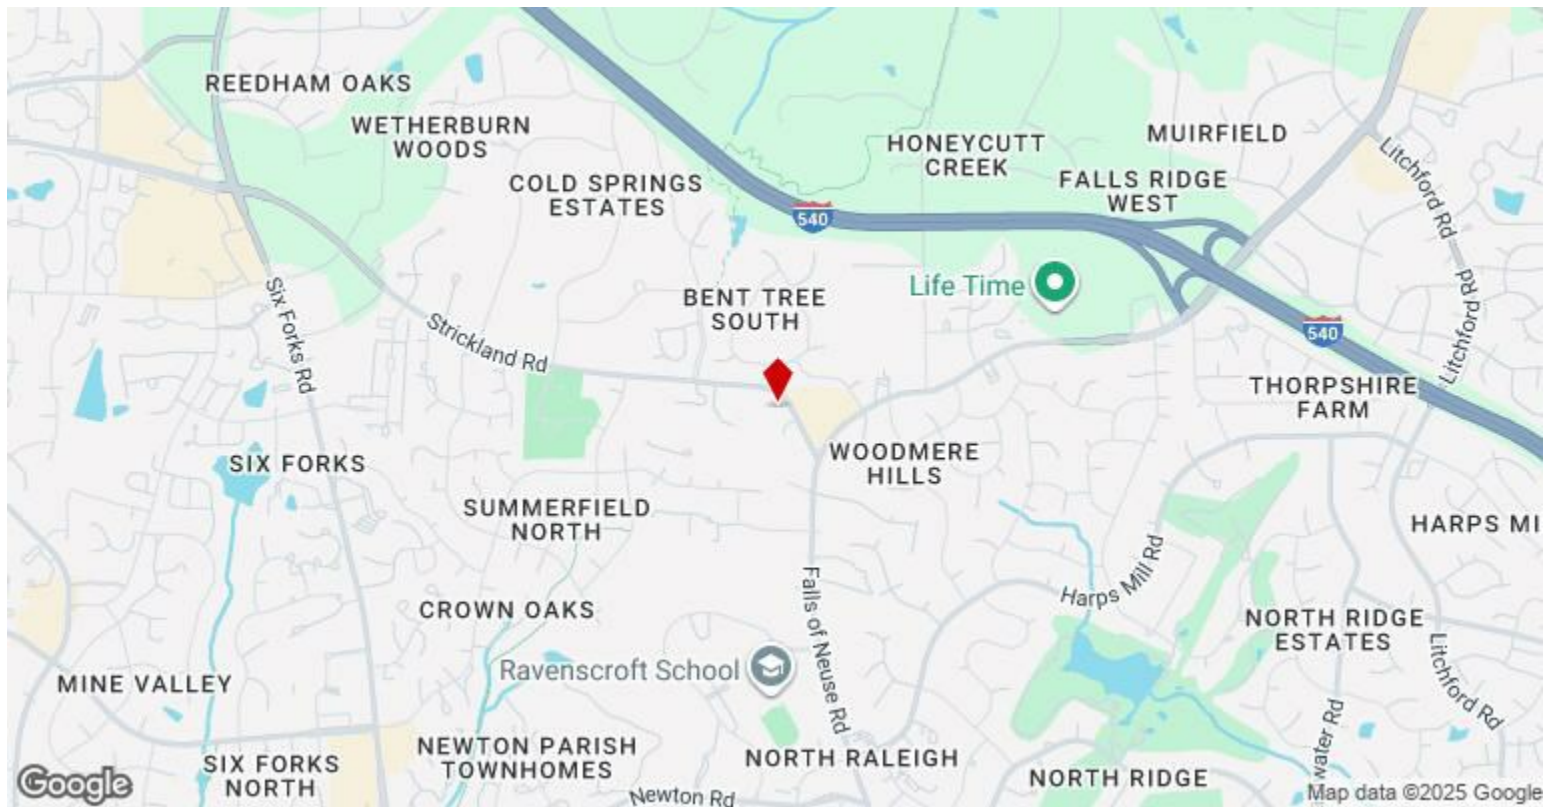 REEDHAM OAKS
WETHERBURN
WOODS
HONEYCUTT
CREEK
MUIRFIELD
Litchford Rd
COLD SPRINGS
ESTATES
FALLS RIDGE
WEST
540
Litchford Rd
Six Forks Rd
Strickland Rd
BENT TREE
SOUTH
Life Time
540
THORPSHIRE
FARM
SIX FORKS
WOODMERE
HILLS
SUMMERFIELD
NORTH
HARPS MI
Falls of Neuse Rd
Harps Mill Rd
CROWN OAKS
NORTH RIDGE
ESTATES
Litchford Rd
MINE VALLEY
Ravenscroft School
water Rd
SIX FORKS
NORTH
NEWTON PARISH
TOWNHOMES
NORTH RALEIGH
NORTH RIDGE
Google
Newton Rd
Map data ©2025 Google